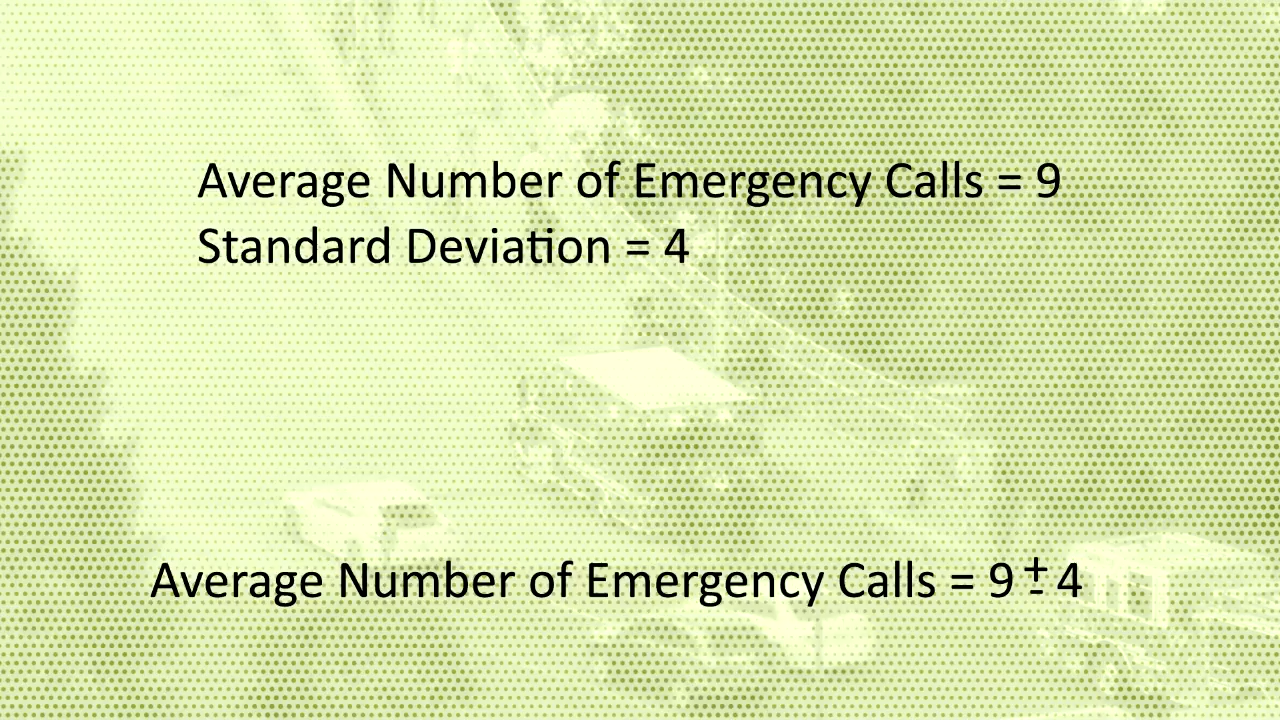 Average Number of Emergency Calls = 9
Standard Deviation = 4
Average Number of Emergency Calls = 9 ± 4